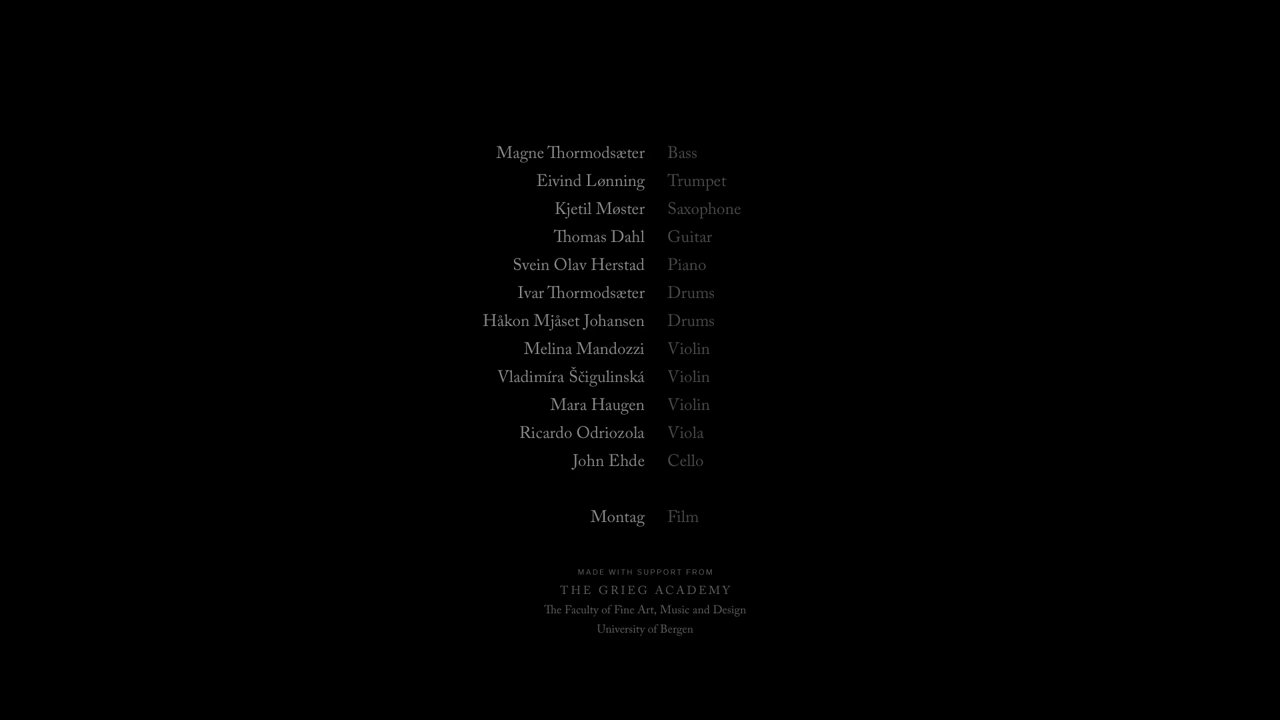 Magne Thormodsæter Bass
Eivind Lønning Trumpet
Kjetil Møster Saxophone
Thomas Dahl Guitar
Svein Olav Herstad Piano
Ivar Thormodsæter Drums
Håkon Mjåset Johansen Drums
Melina Mandozzi Violin
Vladimíra Ščigulinská Violin
Mara Haugen Violin
Ricardo Odriozola Viola
John Ehde Cello
Montag Film
MADE WITH SUPPORT FROM
THE GRIEG ACADEMY
The Faculty of Fine Art, Music and Design
University of Bergen